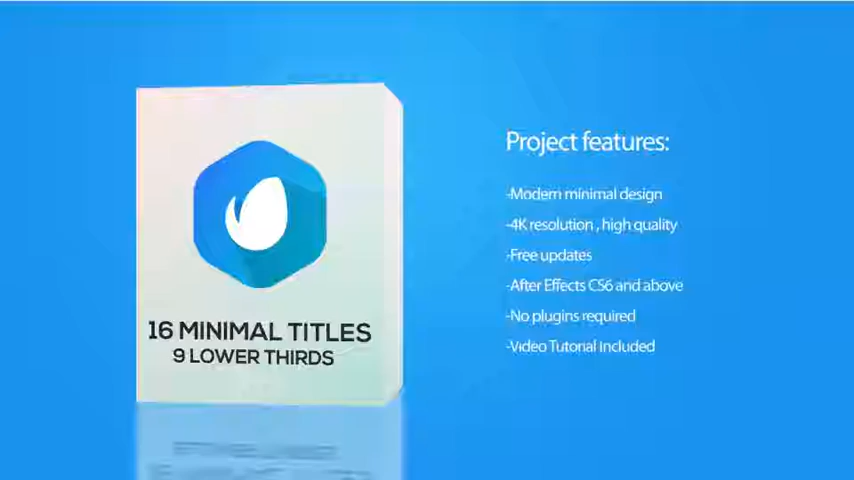 Project features:
-Modern minimal design
-4K resolution , high quality
-Free updates
-After Effects CS6 and above
-No plugins required
-Video Tutorial Included
16 MINIMAL TITLES
9 LOWER THIRDS